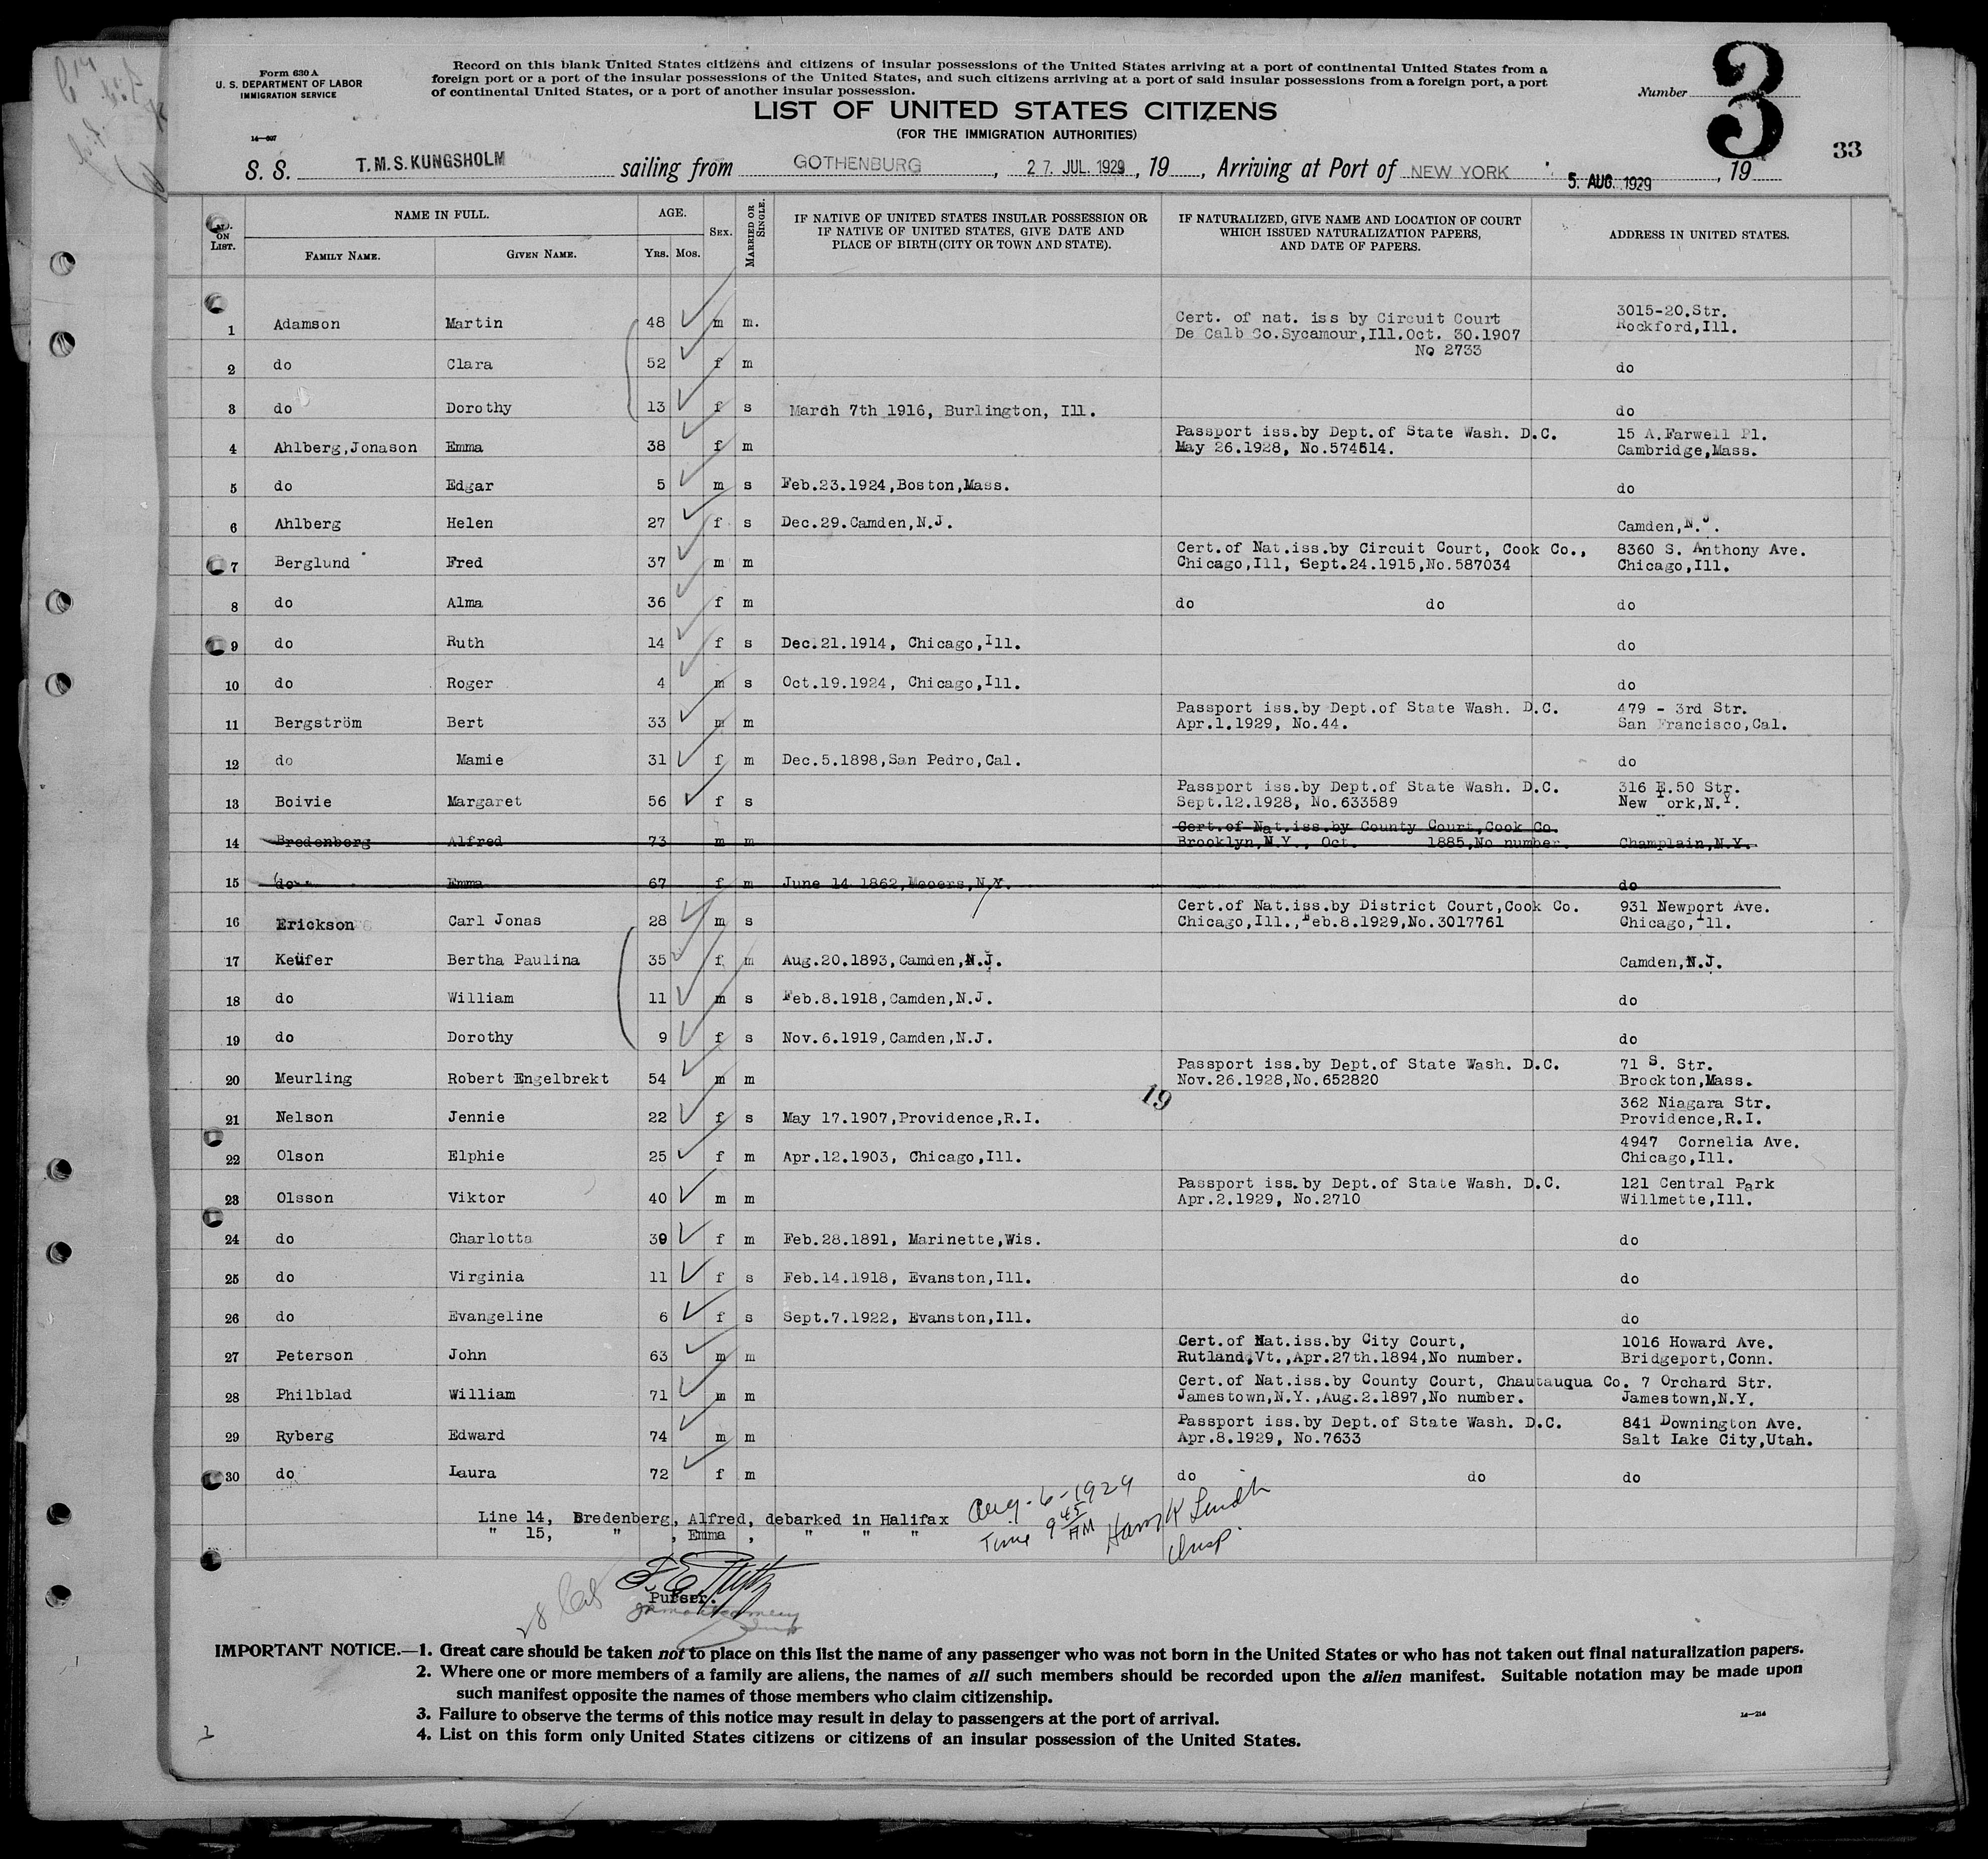 Form 630 A
U. S. DEPARTMENT OF LABOR
IMMIGRATION SERVICE
14—607
Record on this blank United States citizens and citizens of insular possessions of the United States arriving at a port of continental United States from a
foreign port or a port of the insular possessions of the United States, and such citizens arriving at a port of said insular possessions from a foreign port, a port
of continental United States, or a port of another insular possession.
LIST OF UNITED STATES CITIZENS
(FOR THE IMMIGRATION AUTHORITIES)
Number 3
33
S. S. T.M.S.KUNGSHOLM sailing from GOTHENBURG, 27. JUL. 1929, 19, Arriving at Port of NEW YORK 5. AUG. 1929, 19
No. ON LIST. NAME IN FULL. AGE. SEX. MARRIED OR SINGLE. IF NATIVE OF UNITED STATES INSULAR POSSESSION OR IF NATIVE OF UNITED STATES, GIVE DATE AND PLACE OF BIRTH (CITY OR TOWN AND STATE). IF NATURALIZED, GIVE NAME AND LOCATION OF COURT WHICH ISSUED NATURALIZATION PAPERS, AND DATE OF PAPERS. ADDRESS IN UNITED STATES.
FAMILY NAME. GIVEN NAME. YRS. MOS.
1 Adamson Martin 48 m m. Cert. of nat. iss by Circuit Court 3015-20.Str.
De Calb Co.Sycamour,Ill.Oct. 30.1907 Rockford,Ill.
No 2733
2 do Clara 52 f m do
3 do Dorothy 13 f s March 7th 1916, Burlington, Ill. do
4 Ahlberg,Jonason Emma 38 f m Passport iss.by Dept.of State Wash. D.C. 15 A.Farwell Pl.
May 26.1928, No.574514. Cambridge,Mass.
5 do Edgar 5 m s Feb.23.1924,Boston,Mass. do
6 Ahlberg Helen 27 f s Dec.29.Camden,N.J. Camden,N.J.
7 Berglund Fred 37 m m Cert.of Nat.iss.by Circuit Court, Cook Co., 8360 S. Anthony Ave.
Chicago,Ill, Sept.24.1915,No.587034 Chicago,Ill.
8 do Alma 36 f m do do do
9 do Ruth 14 f s Dec.21.1914, Chicago,Ill. do
10 do Roger 4 m s Oct.19.1924, Chicago,Ill. do
11 Bergström Bert 33 m m Passport iss.by Dept.of State Wash. D.C. 479 - 3rd Str.
Apr.1.1929, No.44. San Francisco,Cal.
12 do Mamie 31 f m Dec.5.1898,San Pedro,Cal. do
13 Boivie Margaret 56 f s Passport iss.by Dept.of State Wash. D.C. 316 E.50 Str.
Sept.12.1928, No.633589 New York,N.Y.
14 Bredenberg Alfred 73 m m Cert.of Nat.iss.by County Court,Cook Co.
Brooklyn,N.Y., Oct. 1885,No number. Champlain,N.Y.
15 do Emma 67 f m June 14 1862,Mooers,N.Y. do
16 Erickson Carl Jonas 28 m s Cert.of Nat.iss.by District Court,Cook Co. 931 Newport Ave.
Chicago,Ill.,Feb.8.1929,No.3017761 Chicago,Ill.
17 Keüfer Bertha Paulina 35 f m Aug.20.1893,Camden,N.J. Camden,N.J.
18 do William 11 m s Feb.8.1918,Camden,N.J. do
19 do Dorothy 9 f s Nov.6.1919,Camden,N.J. do
20 Meurling Robert Engelbrekt 54 m m Passport iss.by Dept.of State Wash. D.C. 71 S. Str.
Nov.26.1928,No.652820 Brockton,Mass.
19
21 Nelson Jennie 22 f s May 17.1907,Providence,R.I. 362 Niagara Str.
Providence,R.I.
22 Olson Elphie 25 f m Apr.12.1903, Chicago,Ill. 4947 Cornelia Ave.
Chicago,Ill.
23 Olsson Viktor 40 m m Passport iss.by Dept.of State Wash. D.C. 121 Central Park
Apr.2.1929, No.2710 Willmette,Ill.
24 do Charlotta 39 f m Feb.28.1891, Marinette,Wis. do
25 do Virginia 11 f s Feb.14.1918, Evanston,Ill. do
26 do Evangeline 6 f s Sept.7.1922, Evanston,Ill. do
27 Peterson John 63 m m Cert.of Nat.iss.by City Court, 1016 Howard Ave.
Rutland,Vt.,Apr.27th.1894,No number. Bridgeport,Conn.
28 Philblad William 71 m m Cert.of Nat.iss.by County Court, Chautauqua Co. 7 Orchard Str.
Jamestown,N.Y.,Aug.2.1897,No number. Jamestown,N.Y.
29 Ryberg Edward 74 m m Passport iss.by Dept.of State Wash. D.C. 841 Downington Ave.
Apr.8.1929, No.7633 Salt Lake City,Utah.
30 do Laura 72 f m do do do
Line 14, Bredenberg, Alfred, debarked in Halifax Aug-6-1929
" 15, " , Emma , " " " Time 9 45 AM Harry K Lindh
Insp.
Purser.
IMPORTANT NOTICE.—1. Great care should be taken not to place on this list the name of any passenger who was not born in the United States or who has not taken out final naturalization papers.
2. Where one or more members of a family are aliens, the names of all such members should be recorded upon the alien manifest. Suitable notation may be made upon
such manifest opposite the names of those members who claim citizenship.
3. Failure to observe the terms of this notice may result in delay to passengers at the port of arrival.
4. List on this form only United States citizens or citizens of an insular possession of the United States.
14—214